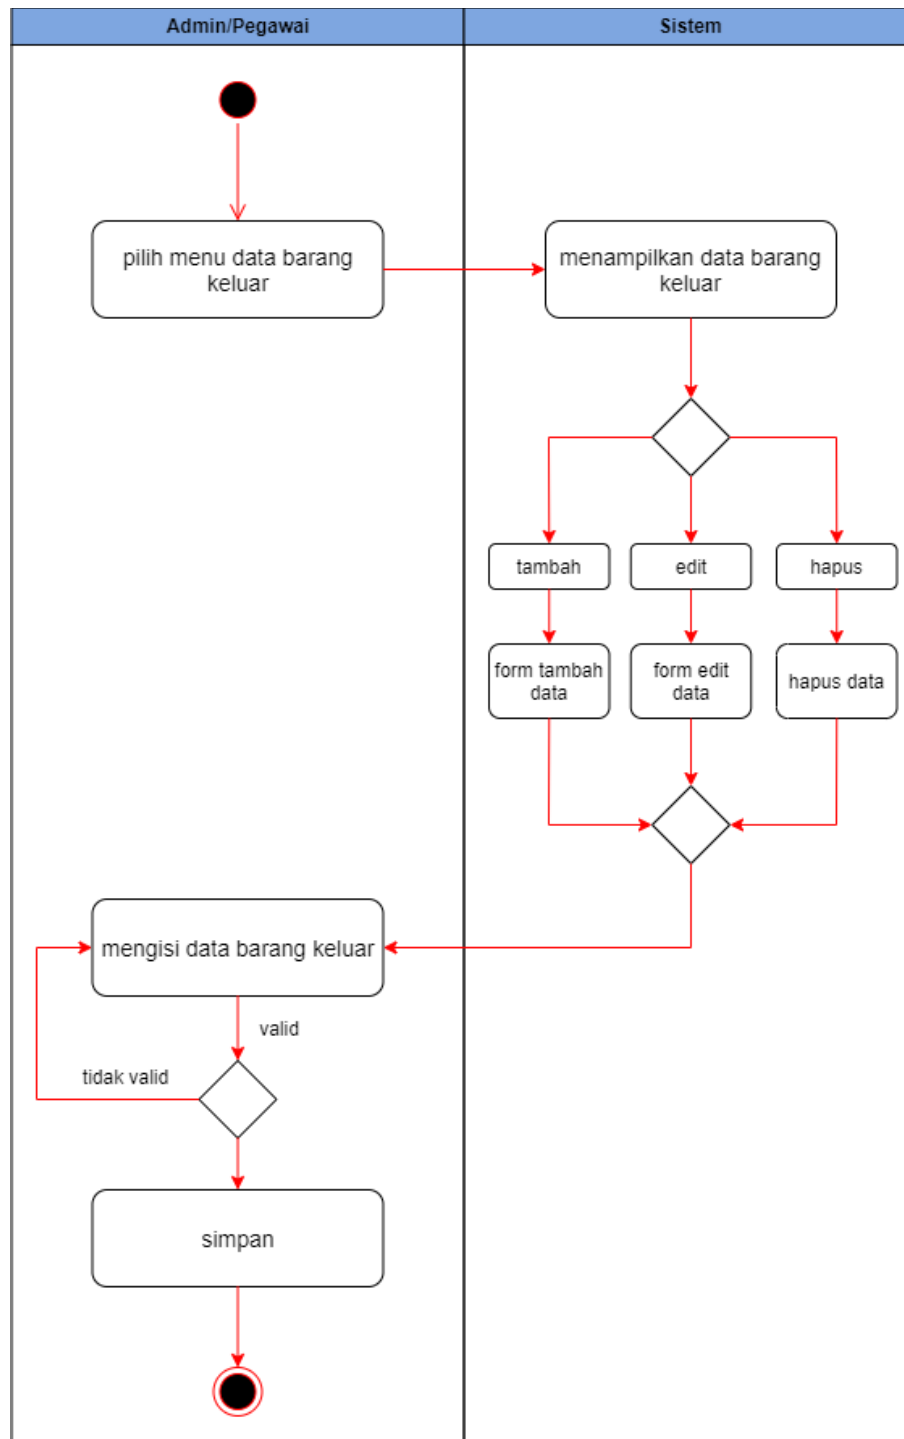 Admin/Pegawai
Sistem
pilih menu data barang
keluar
menampilkan data barang
keluar
tambah
edit
hapus
form tambah
data
form edit
data
hapus data
mengisi data barang keluar
valid
tidak valid
simpan